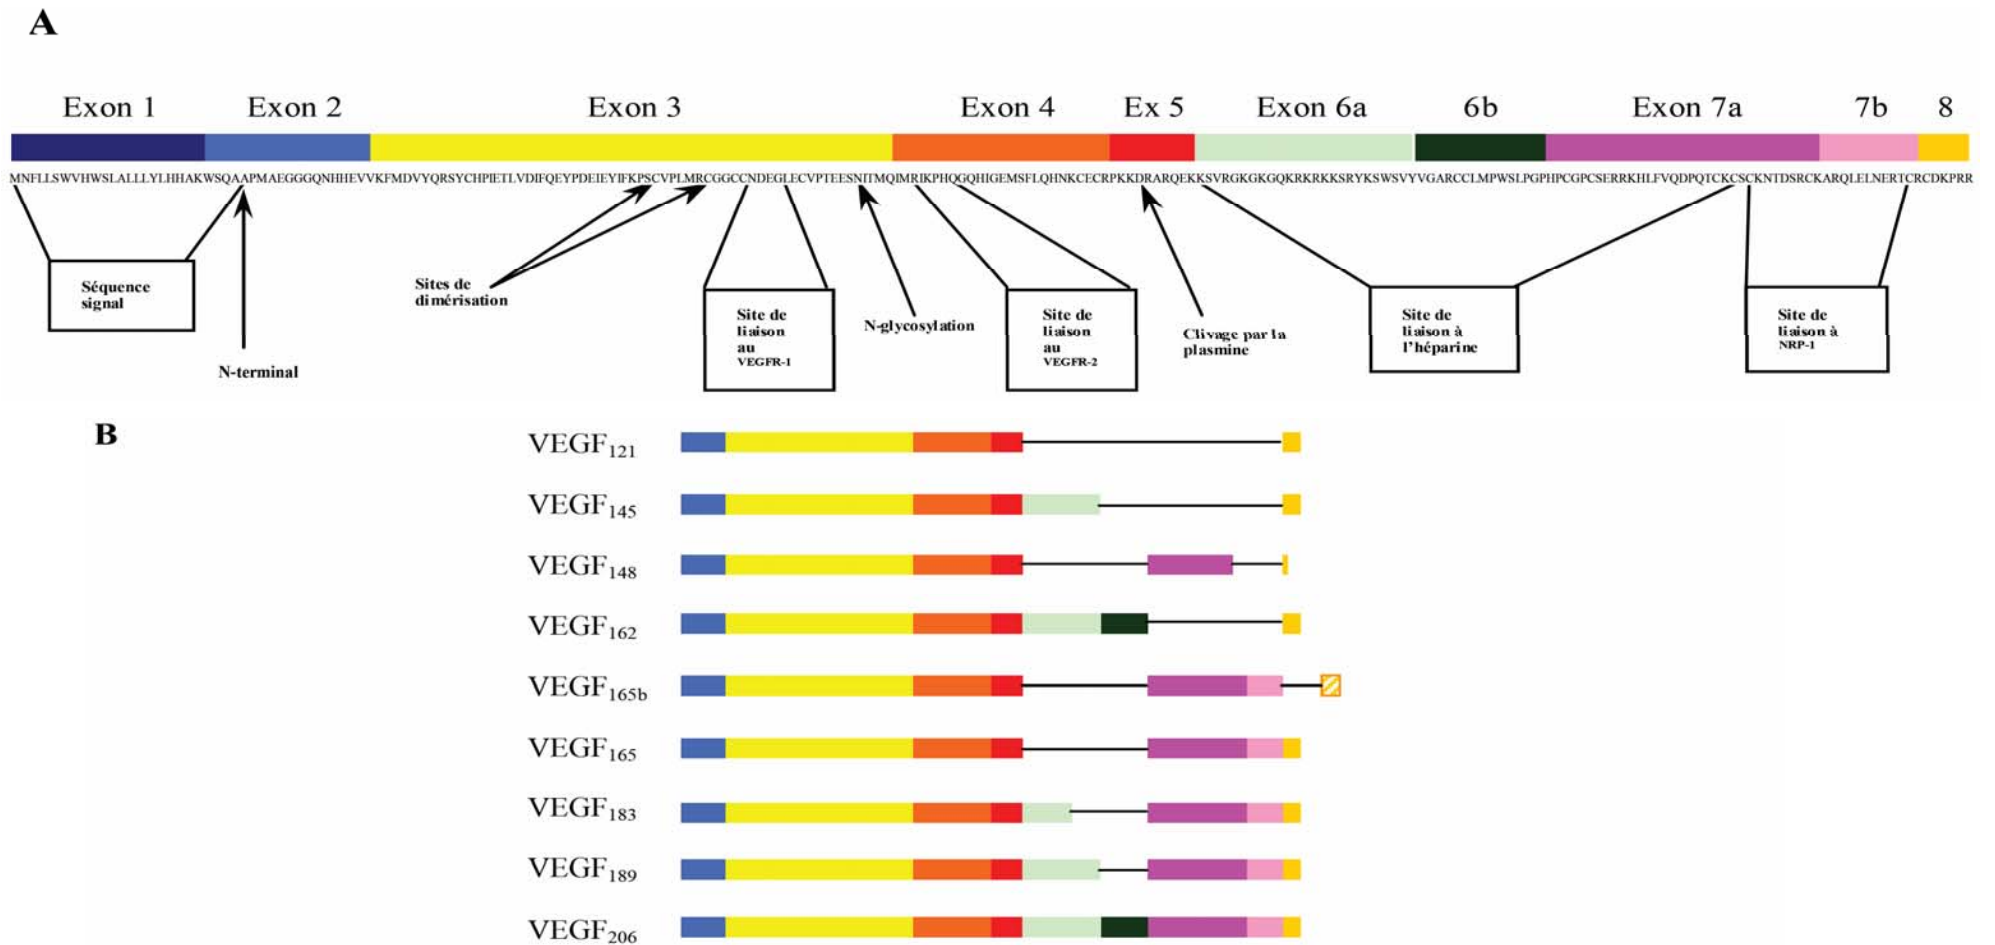 A
Exon 1 Exon 2 Exon 3 Exon 4 Ex 5 Exon 6a 6b Exon 7a 7b 8
MNFLLSWVHWSLALLLYLHHAKWSQAAPMAEGGGQNHHEVVKFMDVYQRSYCHPIETLVDIFQEYPDEIEYIFKPSCVPLMRCGGCCNDEGLECVPTEESNITMQIMRIKPHQGQHIGEMSFLQHNKCECRPKKDRARQEKKSVRGKGKGQKRKRKKSRYKSWSVYVGARCCLMPWSLPGPHPCGPCSERRKHLFVQDPQTCKCSCKNTDSRCKARQLELNERTCRCDKPRR
Séquence
signal
N-terminal
Sites de
dimérisation
Site de
liaison
au
VEGFR-1
N-glycosylation
Site de
liaison
au
VEGFR-2
Clivage par la
plasmine
Site de
liaison à
l'héparine
Site de
liaison à
NRP-1
B
VEGF121
VEGF145
VEGF148
VEGF162
VEGF165b
VEGF165
VEGF183
VEGF189
VEGF206